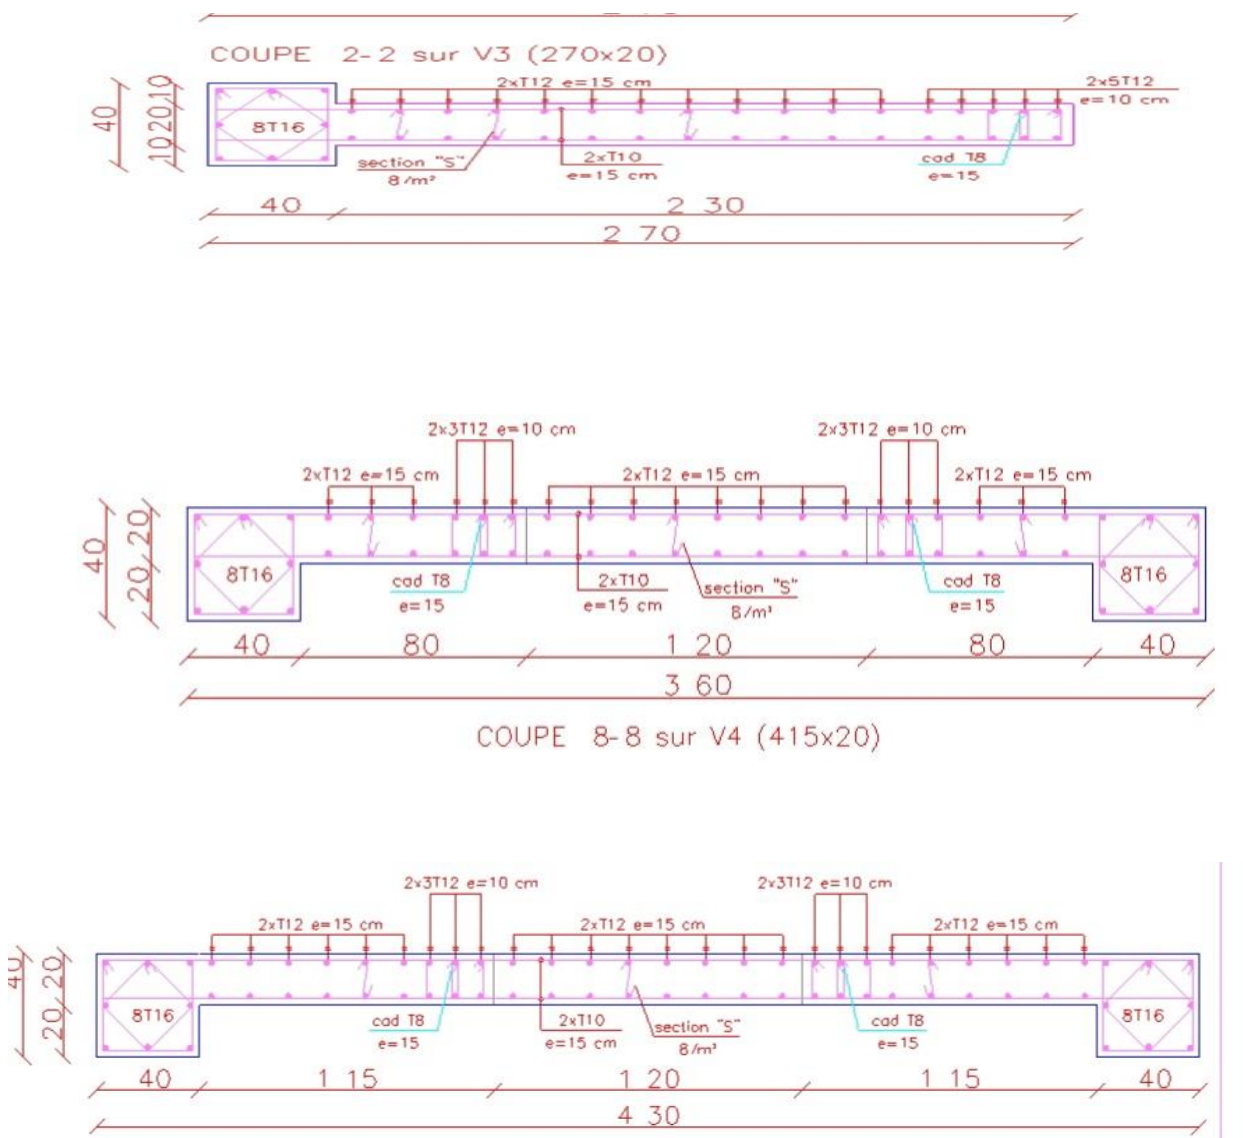 COUPE 2-2 sur V3 (270x20)
2xT12 e=15 cm
2x5T12
e=10 cm
40
10
20
10
8T16
section "S"
8/m²
2xT10
e=15 cm
cad T8
e=15
40
2 30
2 70
2x3T12 e=10 cm
2x3T12 e=10 cm
2xT12 e=15 cm
2xT12 e=15 cm
2xT12 e=15 cm
40
20
20
8T16
cad T8
e=15
2xT10
e=15 cm
section "S"
8/m²
cad T8
e=15
8T16
40
80
1 20
80
40
3 60
COUPE 8-8 sur V4 (415x20)
2x3T12 e=10 cm
2x3T12 e=10 cm
2xT12 e=15 cm
2xT12 e=15 cm
2xT12 e=15 cm
40
20
20
8T16
cad T8
e=15
2xT10
e=15 cm
section "S"
8/m²
cad T8
e=15
8T16
40
1 15
1 20
1 15
40
4 30